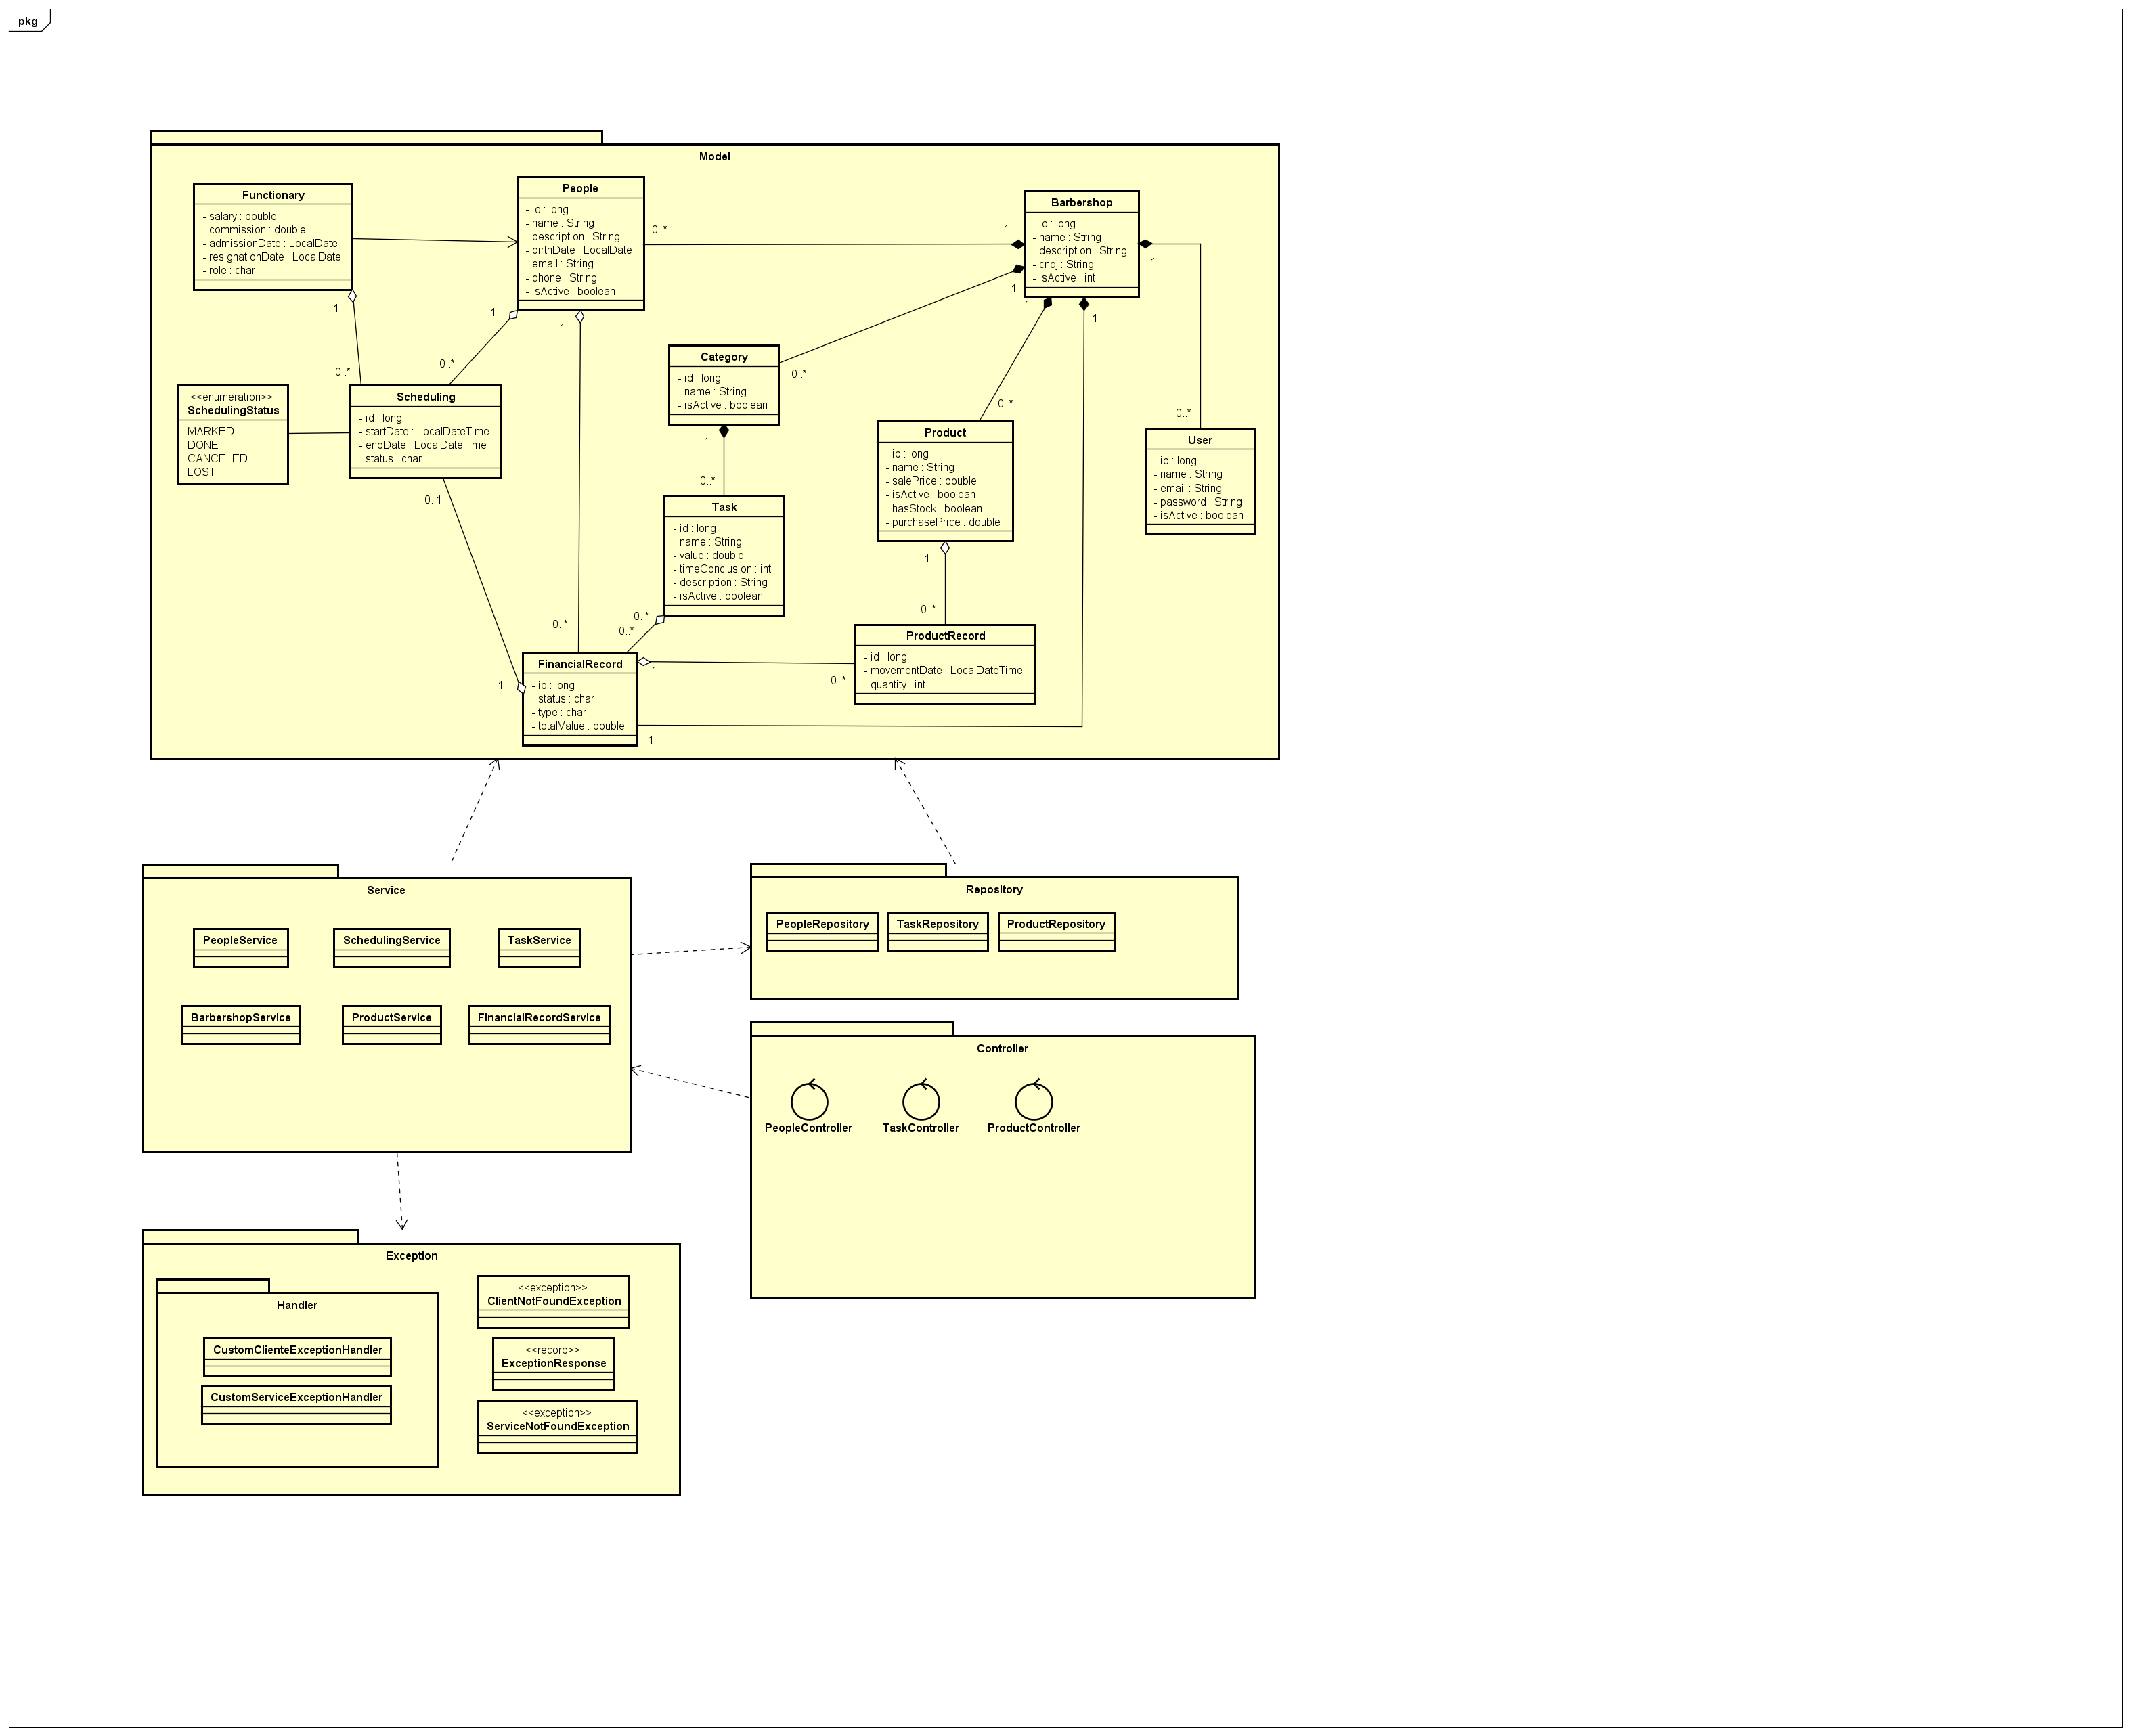 pkg
Model
Functionary
- salary : double
- commission : double
- admissionDate : LocalDate
- resignationDate : LocalDate
- role : char
1
0..*
People
- id : long
- name : String
- description : String
- birthDate : LocalDate
- email : String
- phone : String
- isActive : boolean
0..*
1
1
0..*
1
0..*
Barbershop
- id : long
- name : String
- description : String
- cnpj : String
- isActive : int
1
1
1
1
<<enumeration>>
SchedulingStatus
MARKED
DONE
CANCELED
LOST
Scheduling
- id : long
- startDate : LocalDateTime
- endDate : LocalDateTime
- status : char
0..1
1
Category
- id : long
- name : String
- isActive : boolean
0..*
1
0..*
Task
- id : long
- name : String
- value : double
- timeConclusion : int
- description : String
- isActive : boolean
0..*
0..*
0..*
Product
- id : long
- name : String
- salePrice : double
- isActive : boolean
- hasStock : boolean
- purchasePrice : double
1
0..*
0..*
User
- id : long
- name : String
- email : String
- password : String
- isActive : boolean
FinancialRecord
- id : long
- status : char
- type : char
- totalValue : double
1
0..*
1
ProductRecord
- id : long
- movementDate : LocalDateTime
- quantity : int
Service
PeopleService
SchedulingService
TaskService
BarbershopService
ProductService
FinancialRecordService
Repository
PeopleRepository
TaskRepository
ProductRepository
Controller
PeopleController
TaskController
ProductController
Exception
Handler
CustomClienteExceptionHandler
CustomServiceExceptionHandler
<<exception>>
ClientNotFoundException
<<record>>
ExceptionResponse
<<exception>>
ServiceNotFoundException